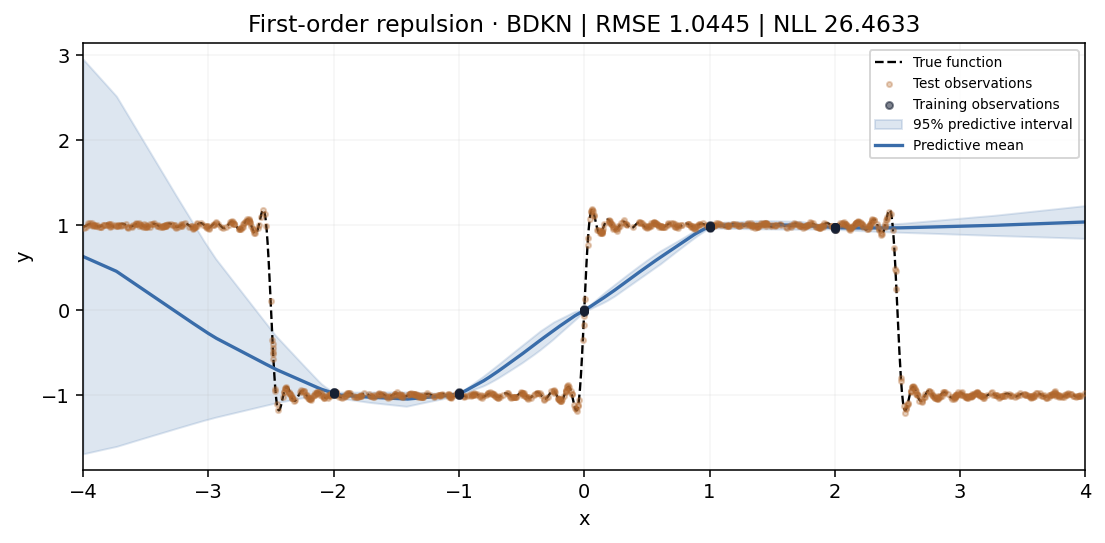 First-order repulsion · BDKN | RMSE 1.0445 | NLL 26.4633
True function
Test observations
Training observations
95% predictive interval
Predictive mean
y
3
2
1
0
−1
−4
−3
−2
−1
0
1
2
3
4
x